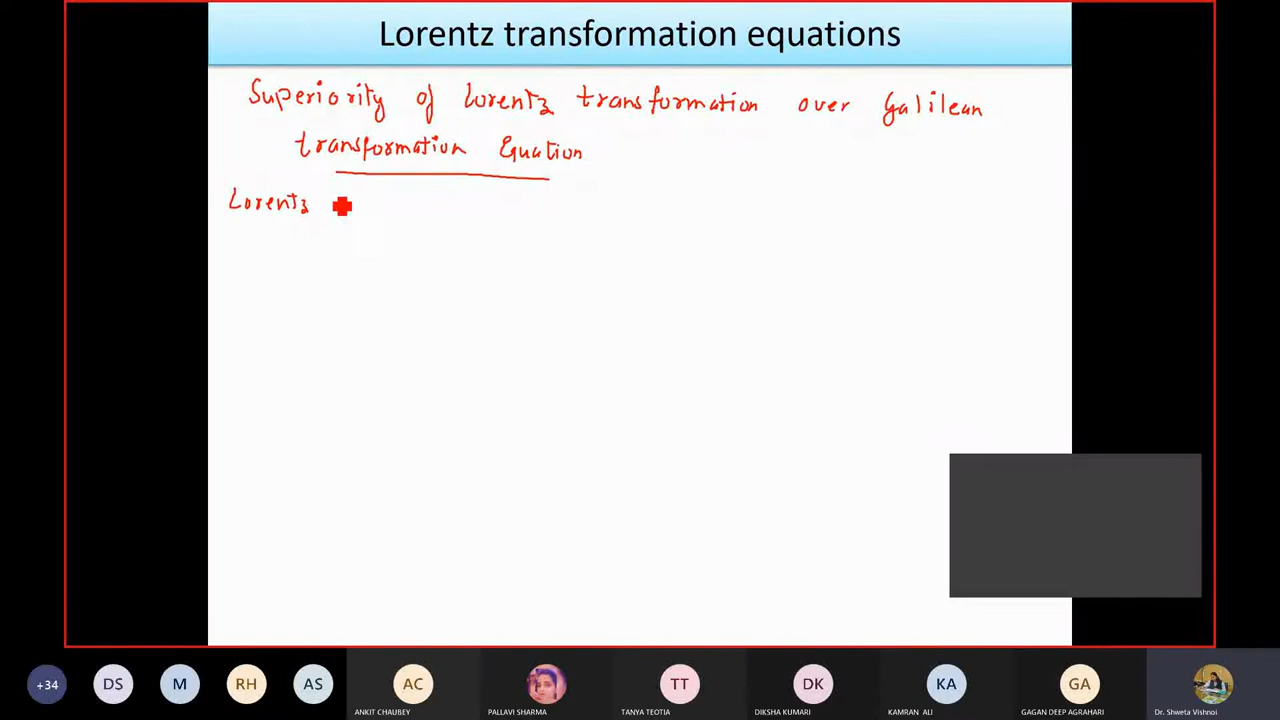 Lorentz transformation equations
Superiority of Lorentz transformation over Galilean
transformation Equation
Lorentz
+34
DS
M
RH
AS
AC
TT
DK
KA
GA
ANKIT CHAUBEY
PALLAVI SHARMA
TANYA TEOTIA
DIKSHA KUMARI
KAMRAN ALI
GAGAN DEEP AGRAHARI
Dr. Shweta Vishnoi